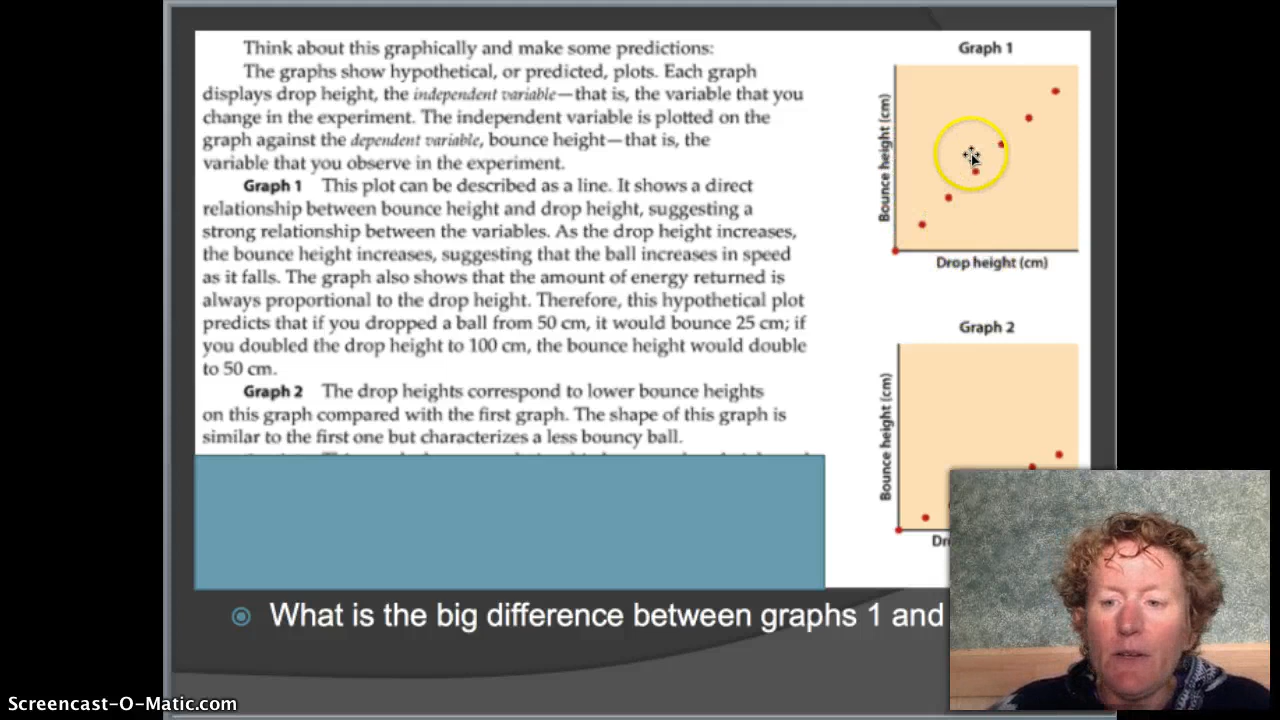 Think about this graphically and make some predictions:
The graphs show hypothetical, or predicted, plots. Each graph
displays drop height, the independent variable—that is, the variable that you
change in the experiment. The independent variable is plotted on the
graph against the dependent variable, bounce height—that is, the
variable that you observe in the experiment.
Graph 1 This plot can be described as a line. It shows a direct
relationship between bounce height and drop height, suggesting a
strong relationship between the variables. As the drop height increases,
the bounce height increases, suggesting that the ball increases in speed
as it falls. The graph also shows that the amount of energy returned is
always proportional to the drop height. Therefore, this hypothetical plot
predicts that if you dropped a ball from 50 cm, it would bounce 25 cm; if
you doubled the drop height to 100 cm, the bounce height would double
to 50 cm.
Graph 2 The drop heights correspond to lower bounce heights
on this graph compared with the first graph. The shape of this graph is
similar to the first one but characterizes a less bouncy ball.
Graph 1
Bounce height (cm)
Drop height (cm)
Graph 2
Bounce height (cm)
What is the big difference between graphs 1 and
Screencast-O-Matic.com